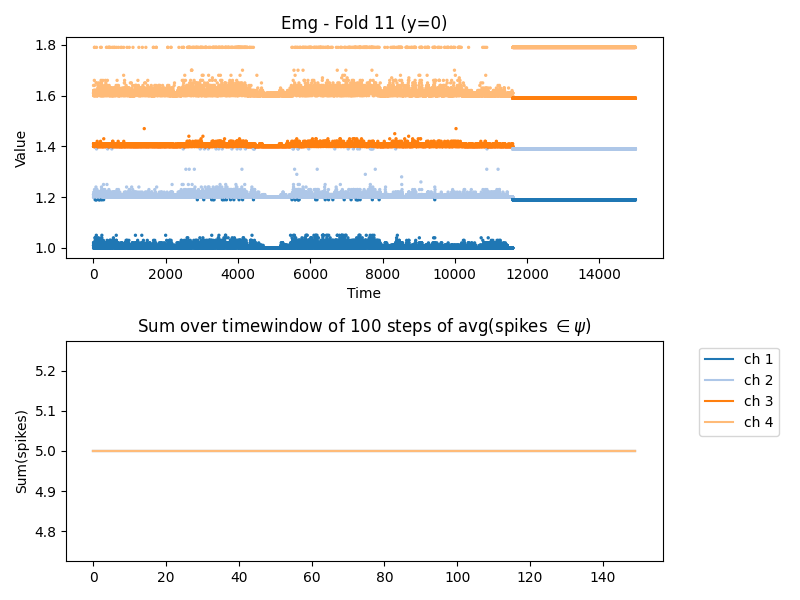 Emg - Fold 11 (y=0)
Value
1.8
1.6
1.4
1.2
1.0
0 2000 4000 6000 8000 10000 12000 14000
Time
Sum over timewindow of 100 steps of avg(spikes ∈ ψ)
Sum(spikes)
5.2
5.1
5.0
4.9
4.8
0 20 40 60 80 100 120 140
ch 1
ch 2
ch 3
ch 4